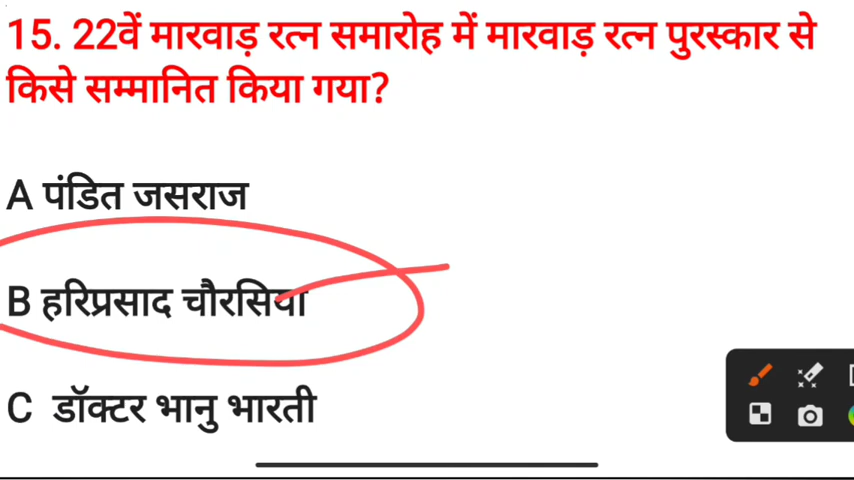 15. 22वें मारवाड़ रत्न समारोह में मारवाड़ रत्न पुरस्कार से
किसे सम्मानित किया गया?
A पंडित जसराज
B हरिप्रसाद चौरसिया
C डॉक्टर भानु भारती